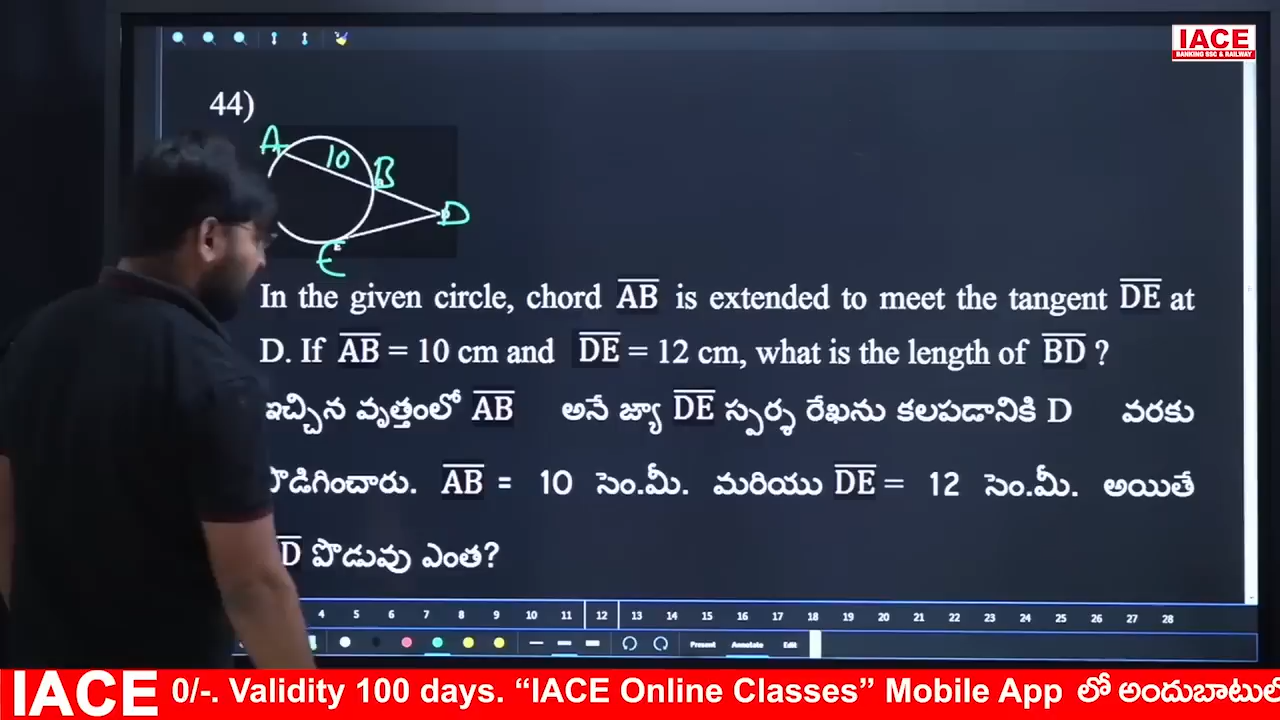 IACE
BANKING SSC & RAILWAY
44)
A 10 B
D
E
In the given circle, chord AB is extended to meet the tangent DE at
D. If AB = 10 cm and DE = 12 cm, what is the length of BD ?
ఇచ్చిన వృత్తంలో AB అనే జ్యా DE స్పర్శ రేఖను కలపడానికి D వరకు
పొడిగించారు. AB = 10 సెం.మీ. మరియు DE = 12 సెం.మీ. అయితే
D పొడువు ఎంత?
4 5 6 7 8 9 10 11 12 13 14 15 16 17 18 19 20 21 22 23 24 25 26 27 28
Present Annotate Edit
IACE 0/-. Validity 100 days. “IACE Online Classes” Mobile App లో